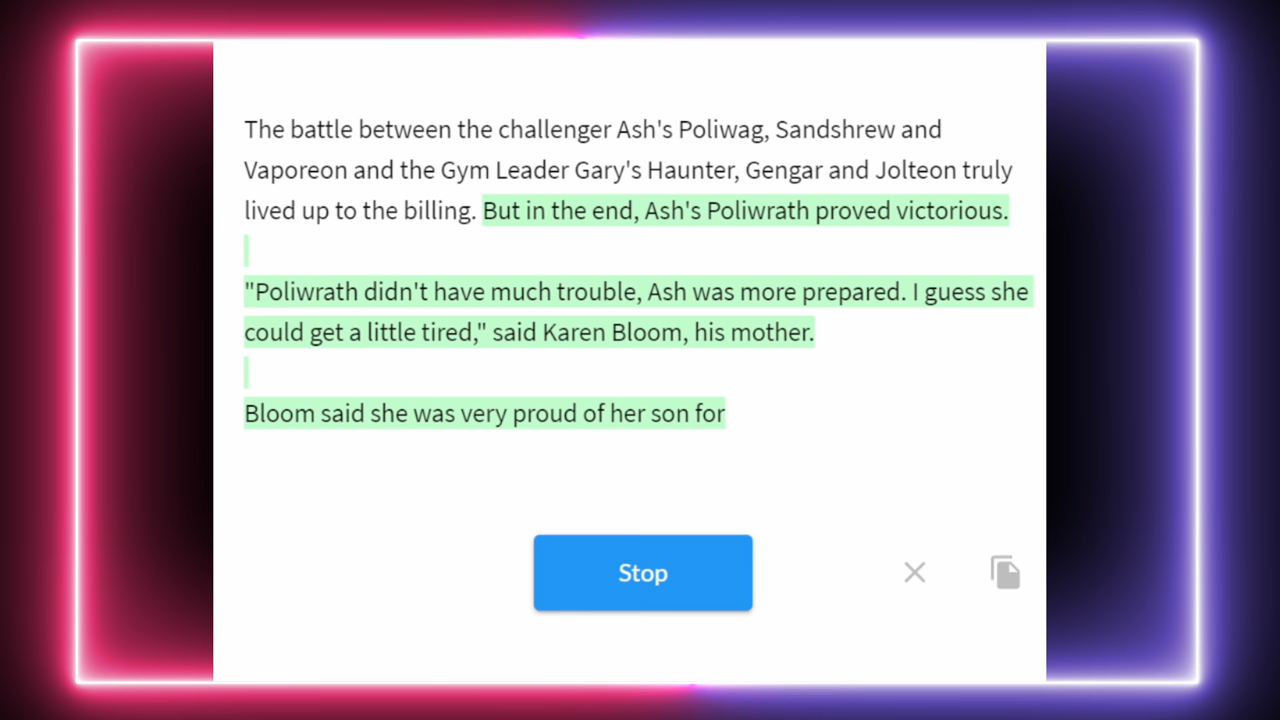 The battle between the challenger Ash's Poliwag, Sandshrew and
Vaporeon and the Gym Leader Gary's Haunter, Gengar and Jolteon truly
lived up to the billing. But in the end, Ash's Poliwrath proved victorious.
"Poliwrath didn't have much trouble, Ash was more prepared. I guess she
could get a little tired," said Karen Bloom, his mother.
Bloom said she was very proud of her son for
Stop